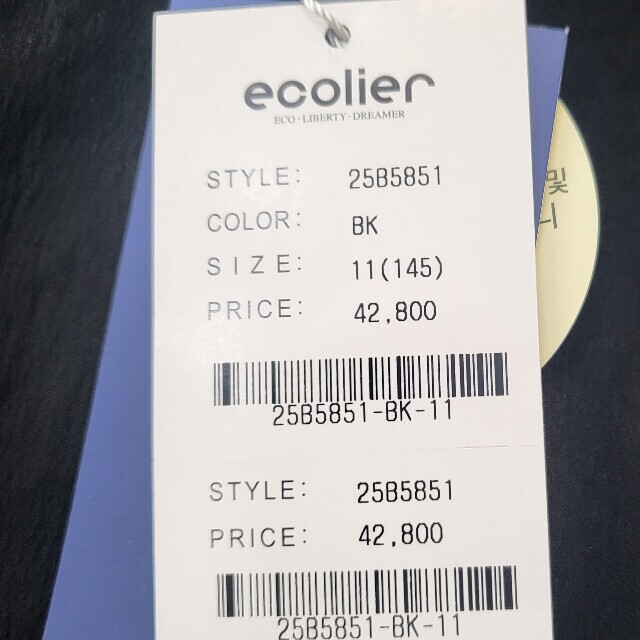 ecolier
ECO·LIBERTY·DREAMER
STYLE: 25B5851
COLOR: BK
SIZE: 11(145)
PRICE: 42,800
25B5851-BK-11
STYLE: 25B5851
PRICE: 42,800
25B5851-BK-11
및